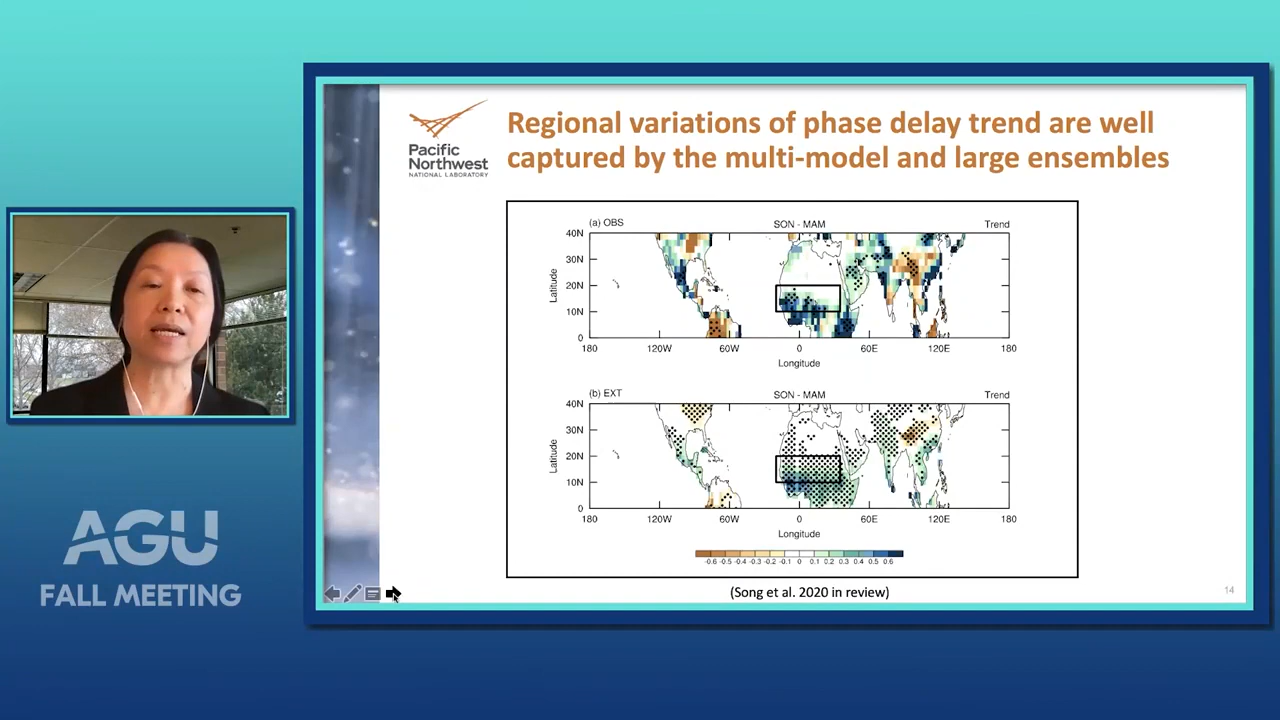 Pacific
Northwest
NATIONAL LABORATORY
Regional variations of phase delay trend are well
captured by the multi-model and large ensembles
(a) OBS SON - MAM Trend
40N
30N
20N
10N
0
Latitude
180 120W 60W 0 60E 120E 180
Longitude
(b) EXT SON - MAM Trend
40N
30N
20N
10N
0
Latitude
180 120W 60W 0 60E 120E 180
Longitude
-0.6 -0.5 -0.4 -0.3 -0.2 -0.1 0 0.1 0.2 0.3 0.4 0.5 0.6
(Song et al. 2020 in review)
14
AGU
FALL MEETING